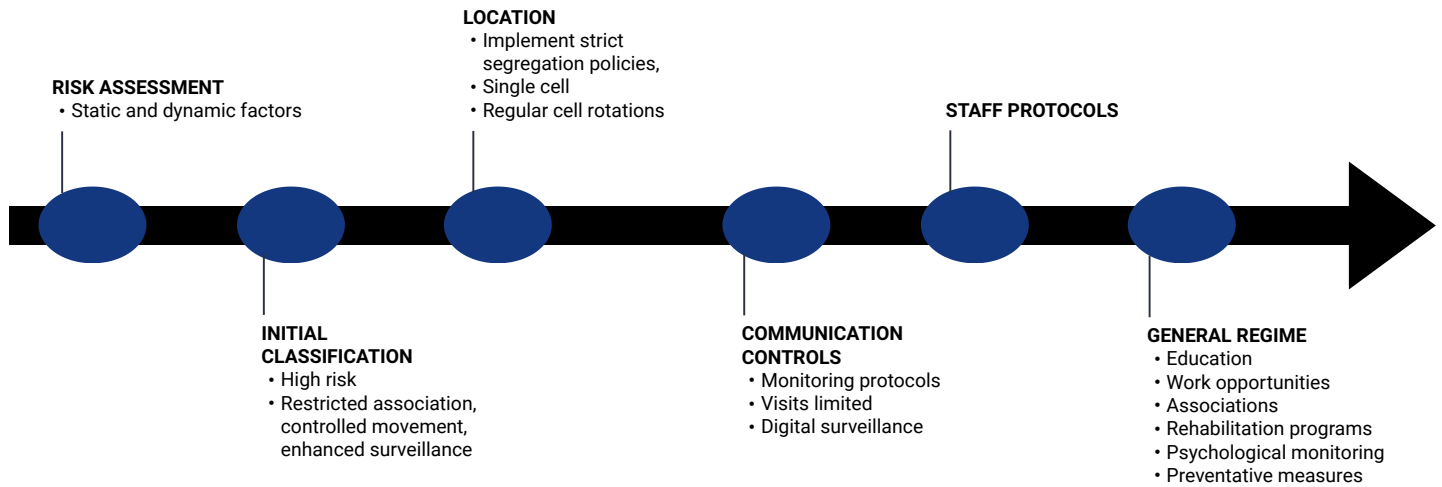 RISK ASSESSMENT
• Static and dynamic factors
INITIAL
CLASSIFICATION
• High risk
• Restricted association,
controlled movement,
enhanced surveillance
LOCATION
• Implement strict
segregation policies,
• Single cell
• Regular cell rotations
COMMUNICATION
CONTROLS
• Monitoring protocols
• Visits limited
• Digital surveillance
STAFF PROTOCOLS
GENERAL REGIME
• Education
• Work opportunities
• Associations
• Rehabilitation programs
• Psychological monitoring
• Preventative measures